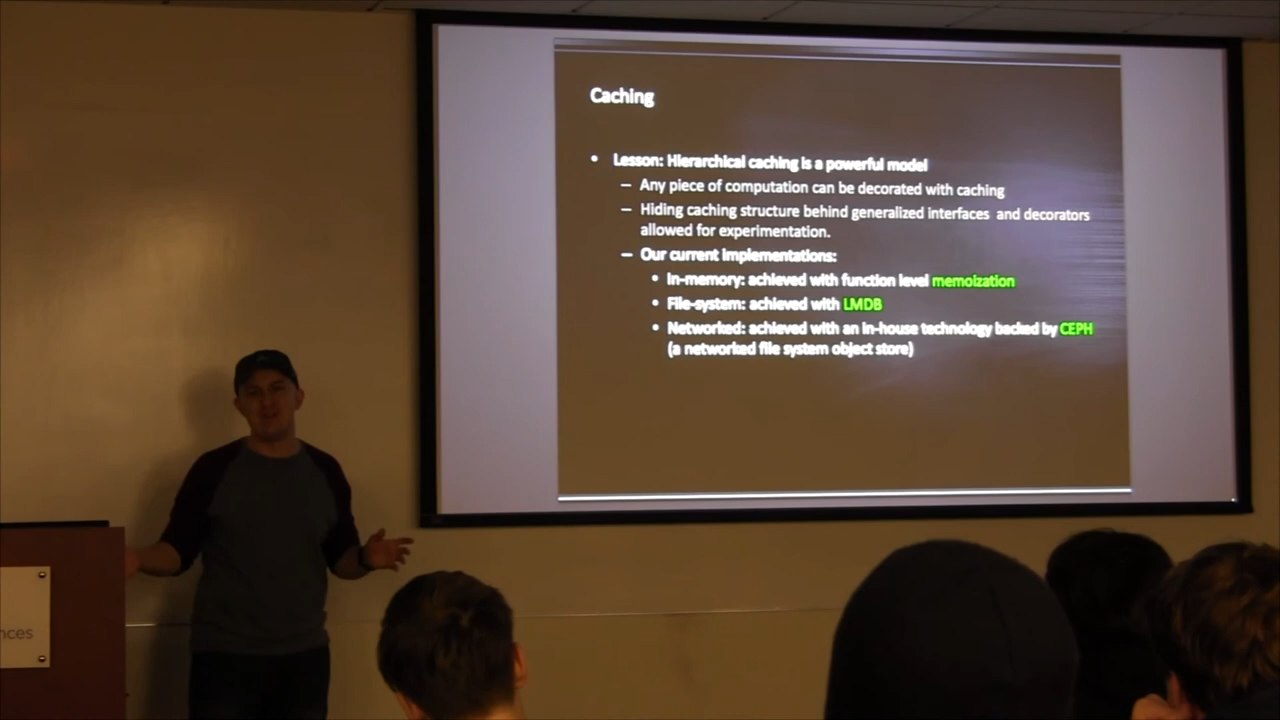 Caching
• Lesson: Hierarchical caching is a powerful model
– Any piece of computation can be decorated with caching
– Hiding caching structure behind generalized interfaces and decorators
allowed for experimentation.
– Our current implementations:
• In-memory: achieved with function level memoization
• File-system: achieved with LMDB
• Networked: achieved with an in-house technology backed by CEPH
(a networked file system object store)
nces